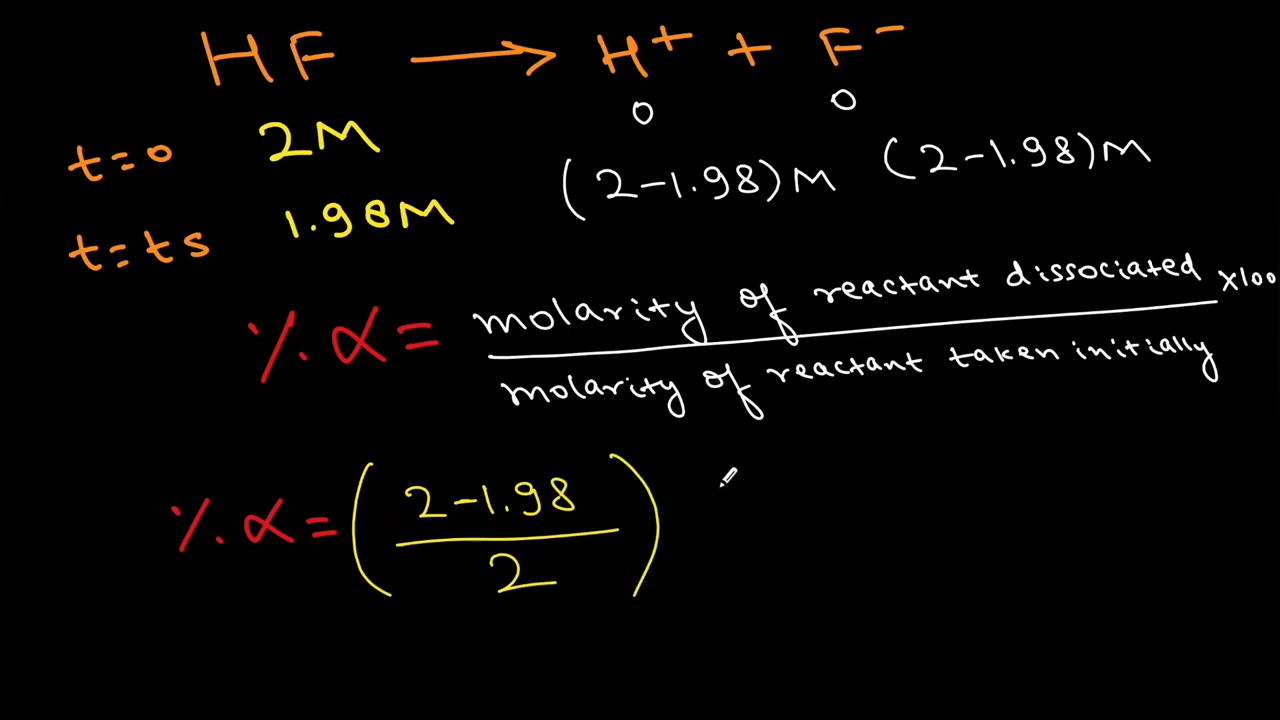 HF → H⁺ + F⁻
0 0
t=0 2M
(2-1.98)M (2-1.98)M
t=ts 1.98M
%α = molarity of reactant dissociated ×100
molarity of reactant taken initially
%α = (2-1.98
2)